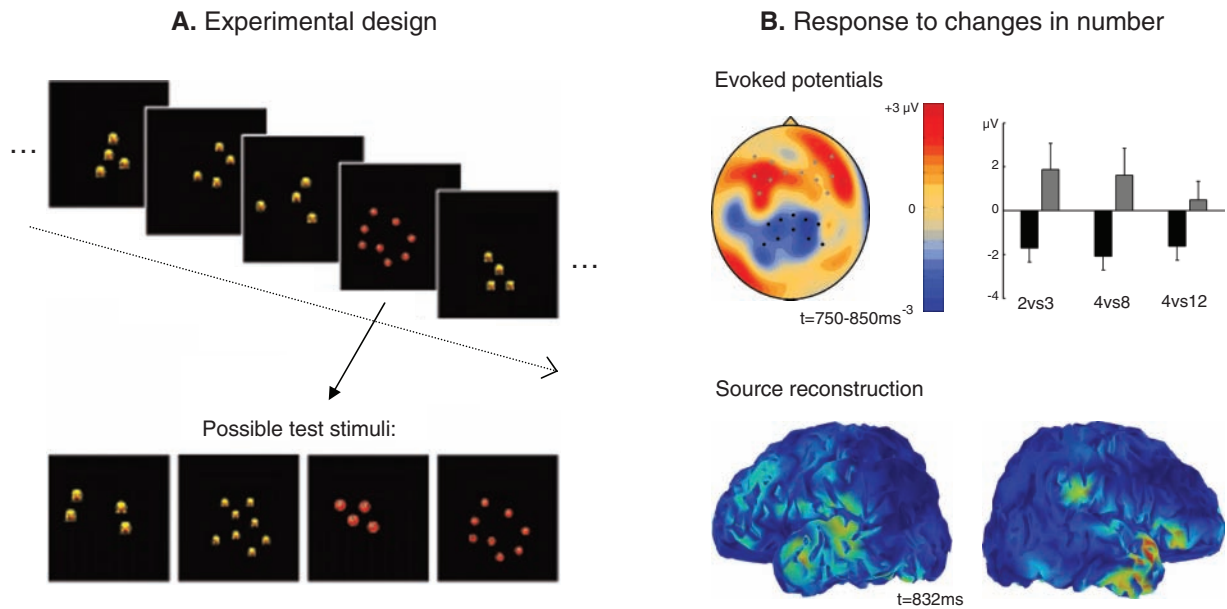 A. Experimental design
...
...
Possible test stimuli:
B. Response to changes in number
Evoked potentials
+3 µV
0
-3
t=750-850ms
µV
2
0
-2
-4
2vs3
4vs8
4vs12
Source reconstruction
t=832ms